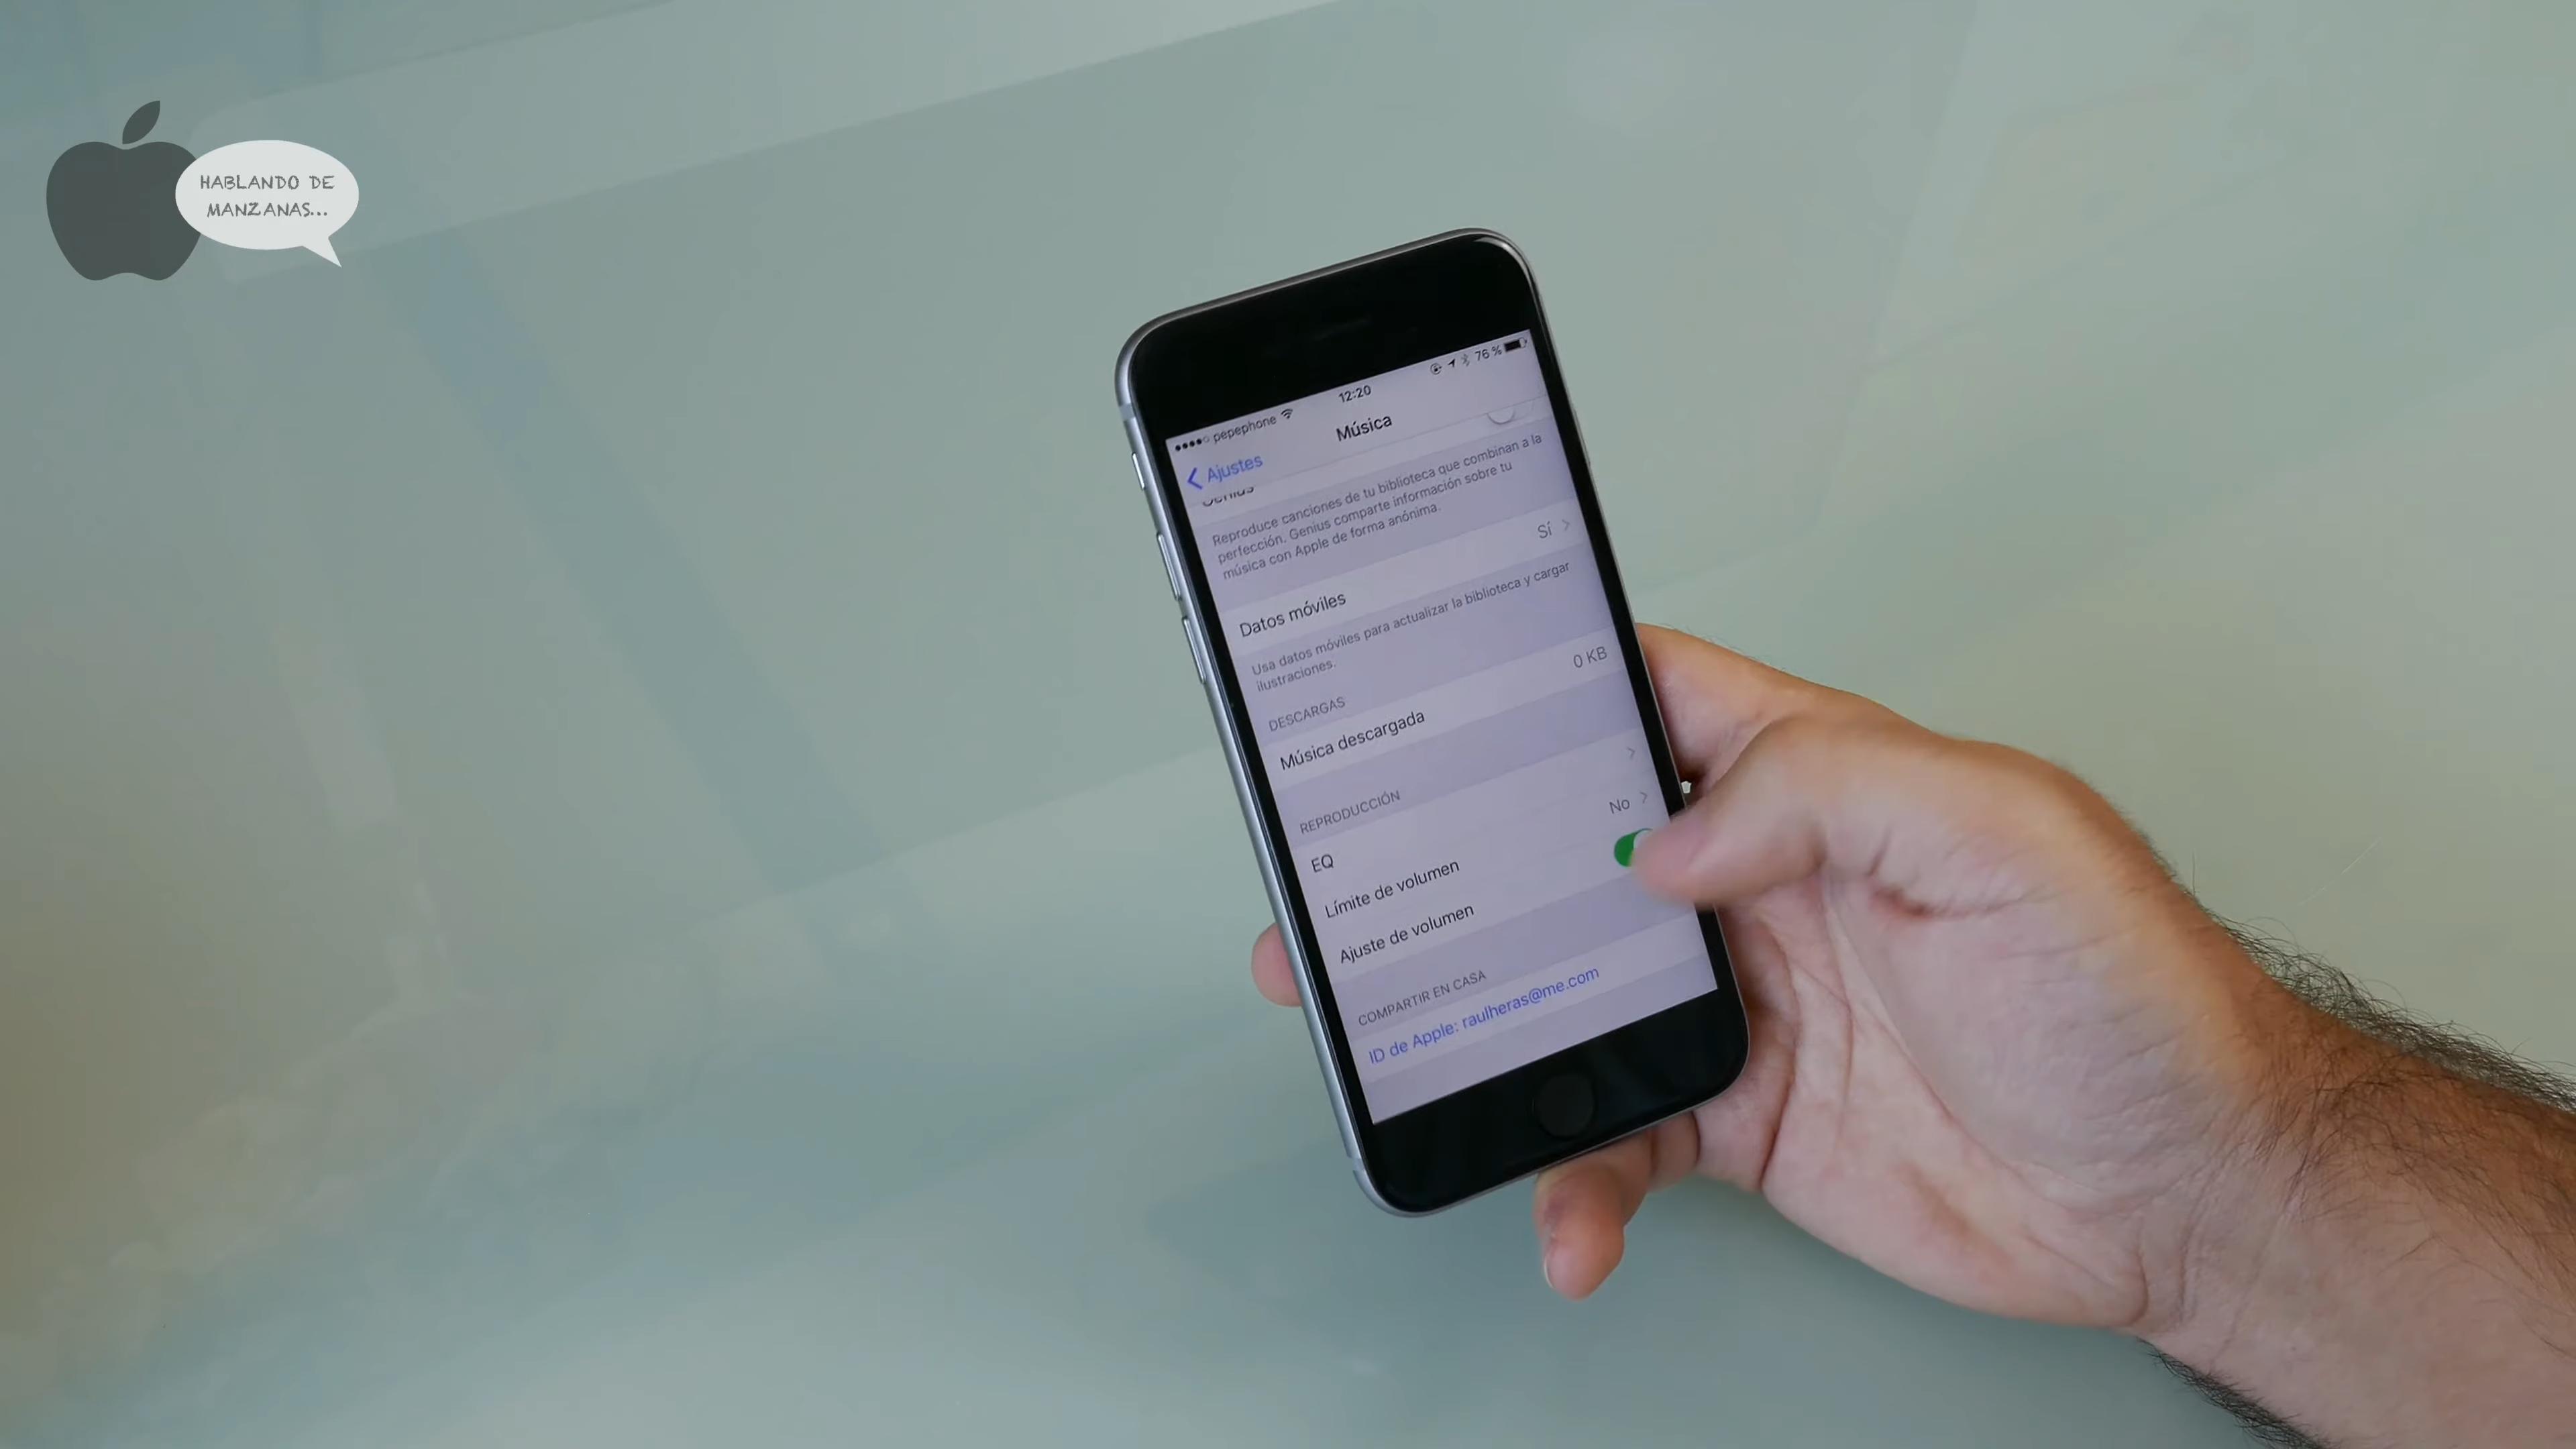 HABLANDO DE
MANZANAS...
pepephone
12:20
76 %
Ajustes
Música
Genius
Reproduce canciones de tu biblioteca que combinan a la
perfección. Genius comparte información sobre tu
música con Apple de forma anónima.
Datos móviles Sí
Usa datos móviles para actualizar la biblioteca y cargar
ilustraciones.
DESCARGAS
Música descargada 0 KB
REPRODUCCIÓN
EQ
Límite de volumen No
Ajuste de volumen
COMPARTIR EN CASA
ID de Apple: raulheras@me.com